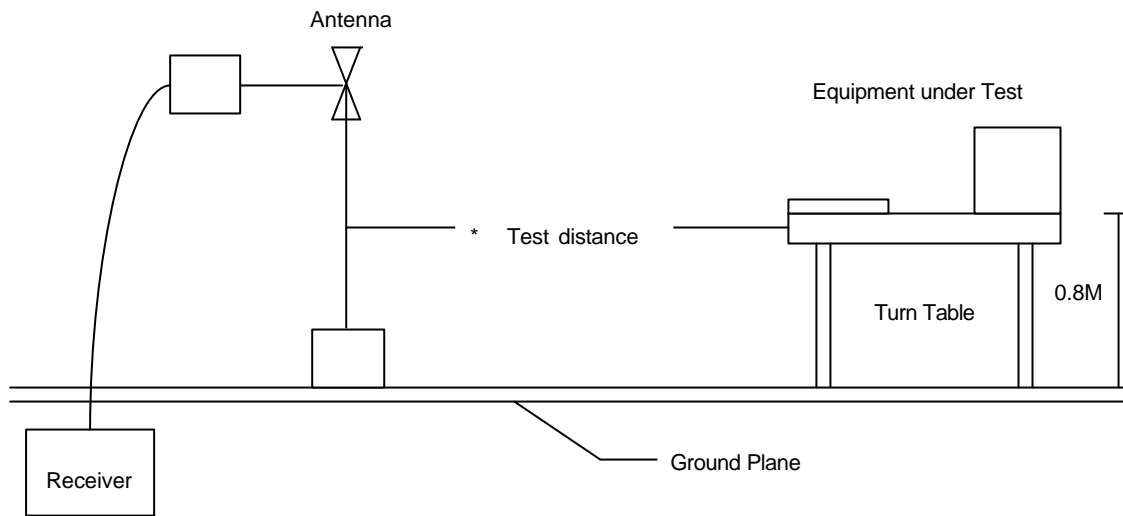 Antenna
Equipment under Test
* Test distance
0.8M
Turn Table
Ground Plane
Receiver